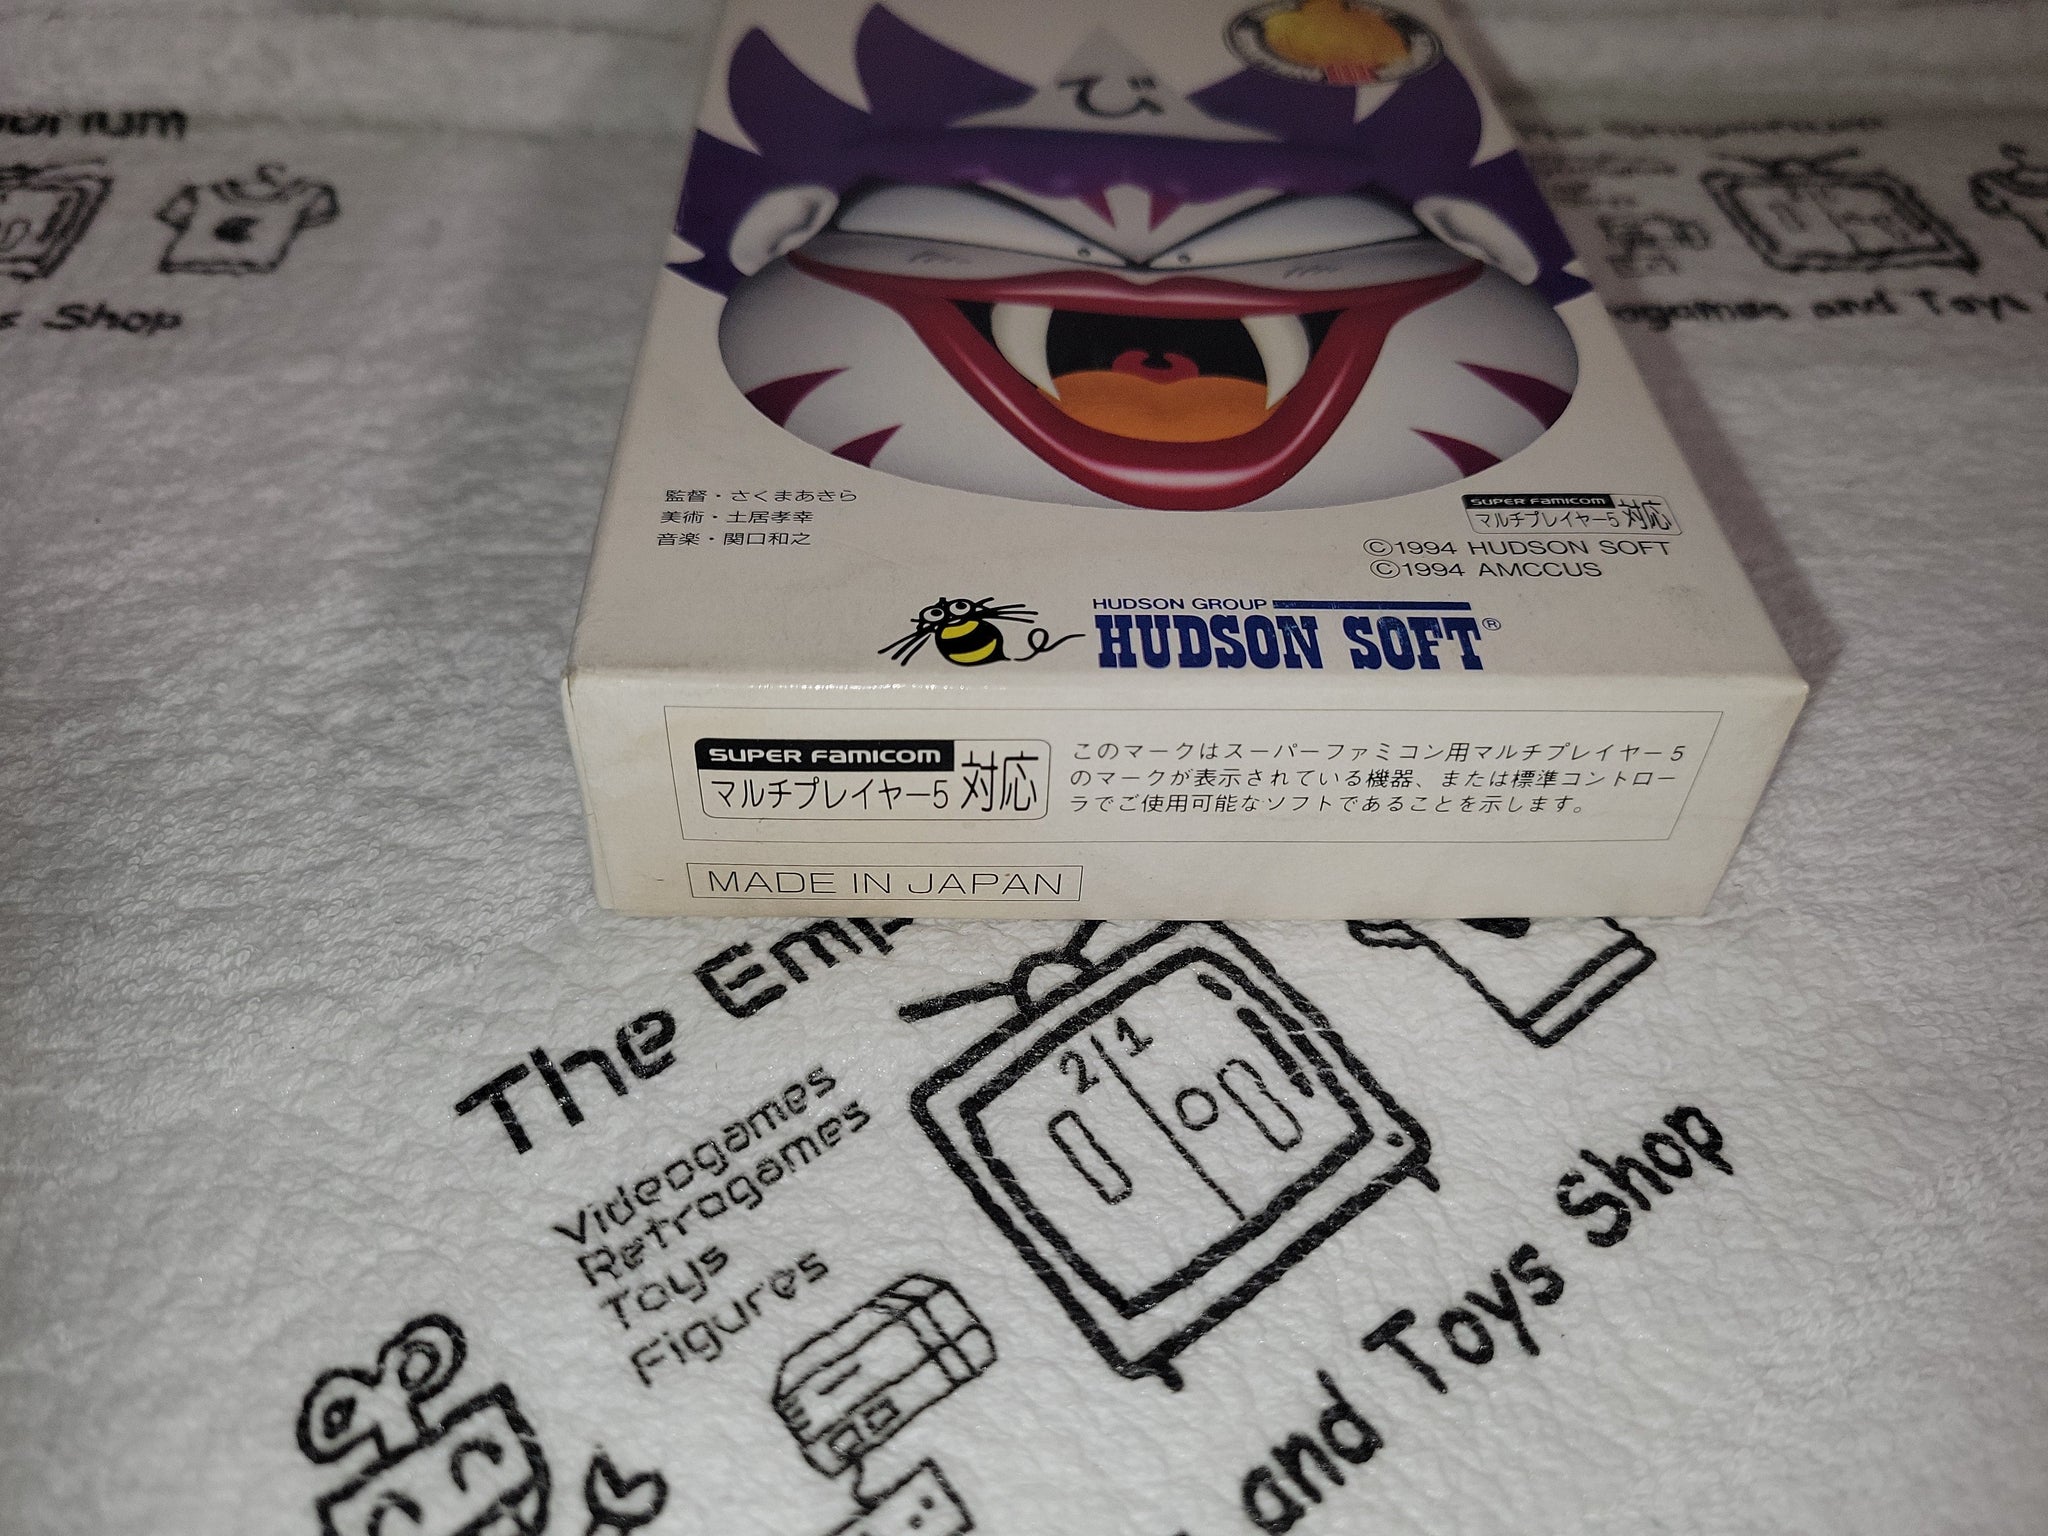 び
監督・さくまあきら
美術・土居孝幸
音楽・関口和之
SUPER FAMICOM
マルチプレイヤー5 対応
©1994 HUDSON SOFT
©1994 AMCCUS
HUDSON GROUP
HUDSON SOFT®
SUPER FAMICOM
マルチプレイヤー5 対応
このマークはスーパーファミコン用マルチプレイヤー5
のマークが表示されている機器、または標準コントロー
ラでご使用可能なソフトであることを示します。
MADE IN JAPAN
Shop
and Toys
The Emp
Videogames
Retrogames
Toys
Figures
2 1
and Toys Shop